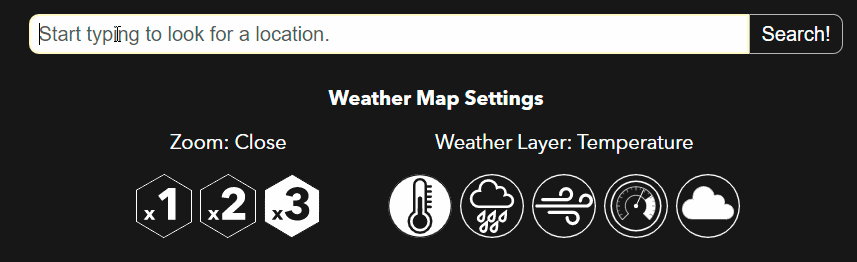 Start typing to look for a location.
Search!
Weather Map Settings
Zoom: Close
Weather Layer: Temperature
x1
x2
x3